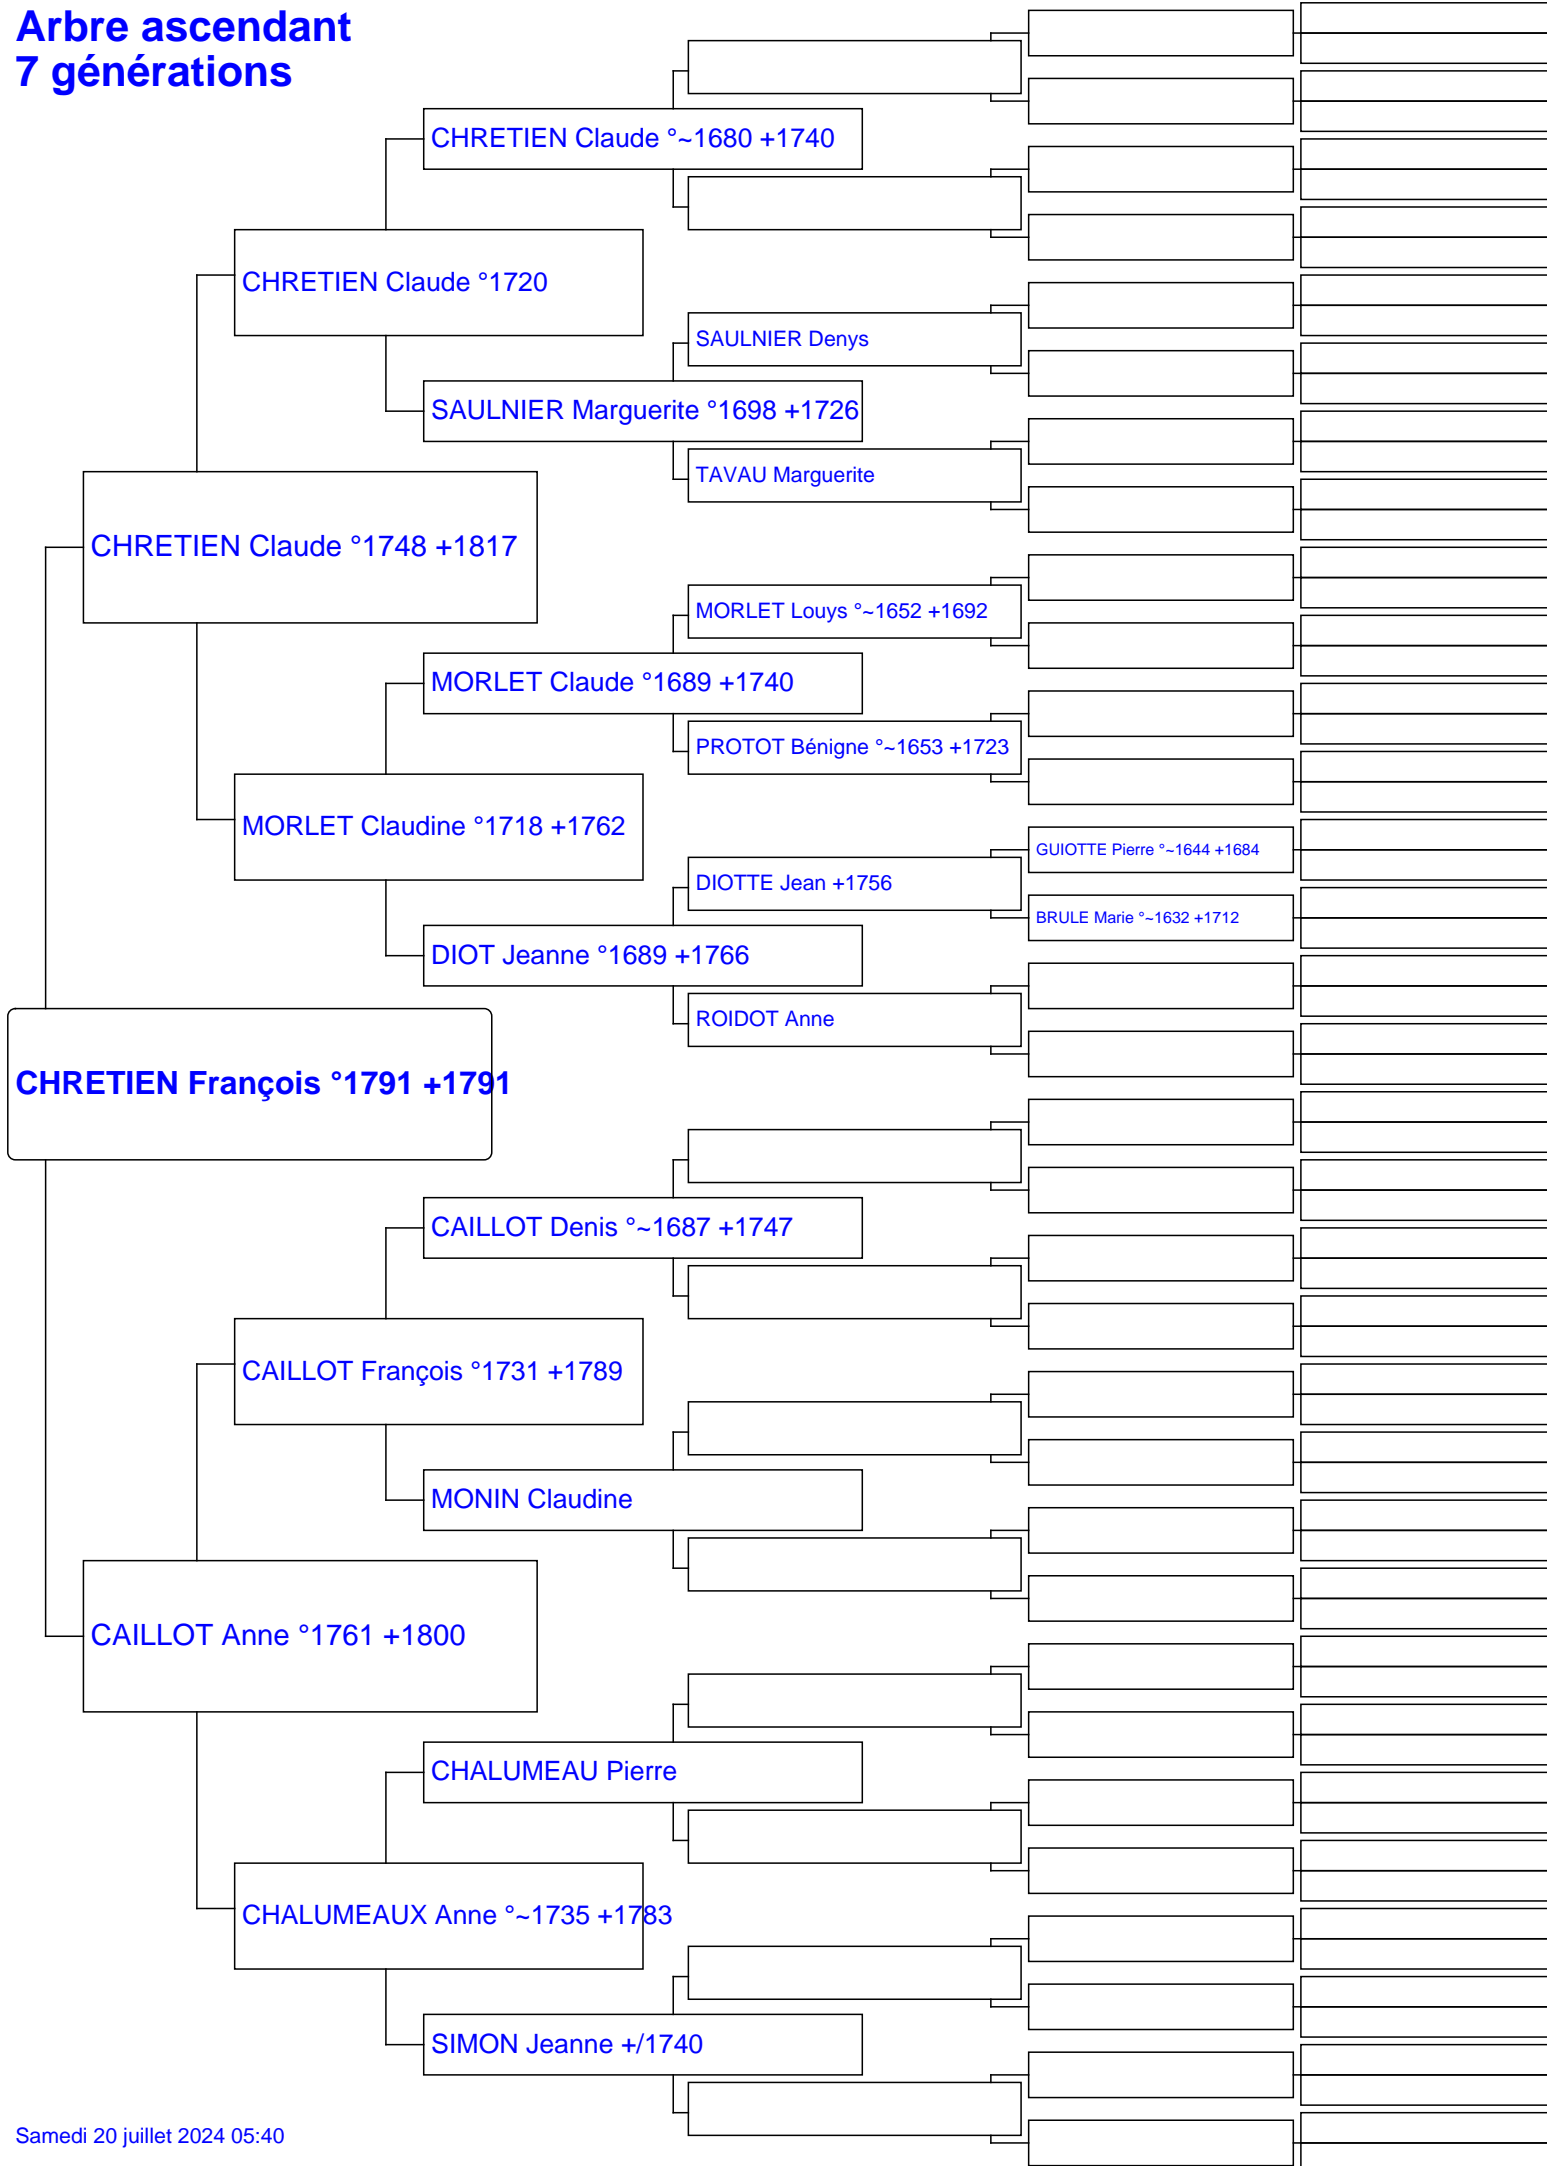 Arbre ascendant
7 générations
CHRETIEN Claude °~1680 +1740
CHRETIEN Claude °1720
SAULNIER Denys
SAULNIER Marguerite °1698 +1726
TAVAU Marguerite
CHRETIEN Claude °1748 +1817
MORLET Louys °~1652 +1692
MORLET Claude °1689 +1740
PROTOT Bénigne °~1653 +1723
MORLET Claudine °1718 +1762
GUIOTTE Pierre °~1644 +1684
DIOTTE Jean +1756
BRULE Marie °~1632 +1712
DIOT Jeanne °1689 +1766
ROIDOT Anne
CHRETIEN François °1791 +1791
CAILLOT Denis °~1687 +1747
CAILLOT François °1731 +1789
MONIN Claudine
CAILLOT Anne °1761 +1800
CHALUMEAU Pierre
CHALUMEAUX Anne °~1735 +1783
SIMON Jeanne +/1740
Samedi 20 juillet 2024 05:40